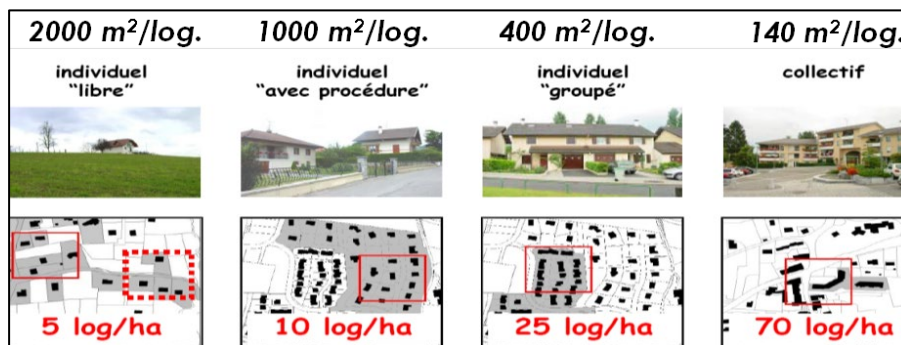 2000 m²/log.
individuel
“libre”
5 log/ha
1000 m²/log.
individuel
“avec procédure”
10 log/ha
400 m²/log.
individuel
“groupé”
25 log/ha
140 m²/log.
collectif
70 log/ha